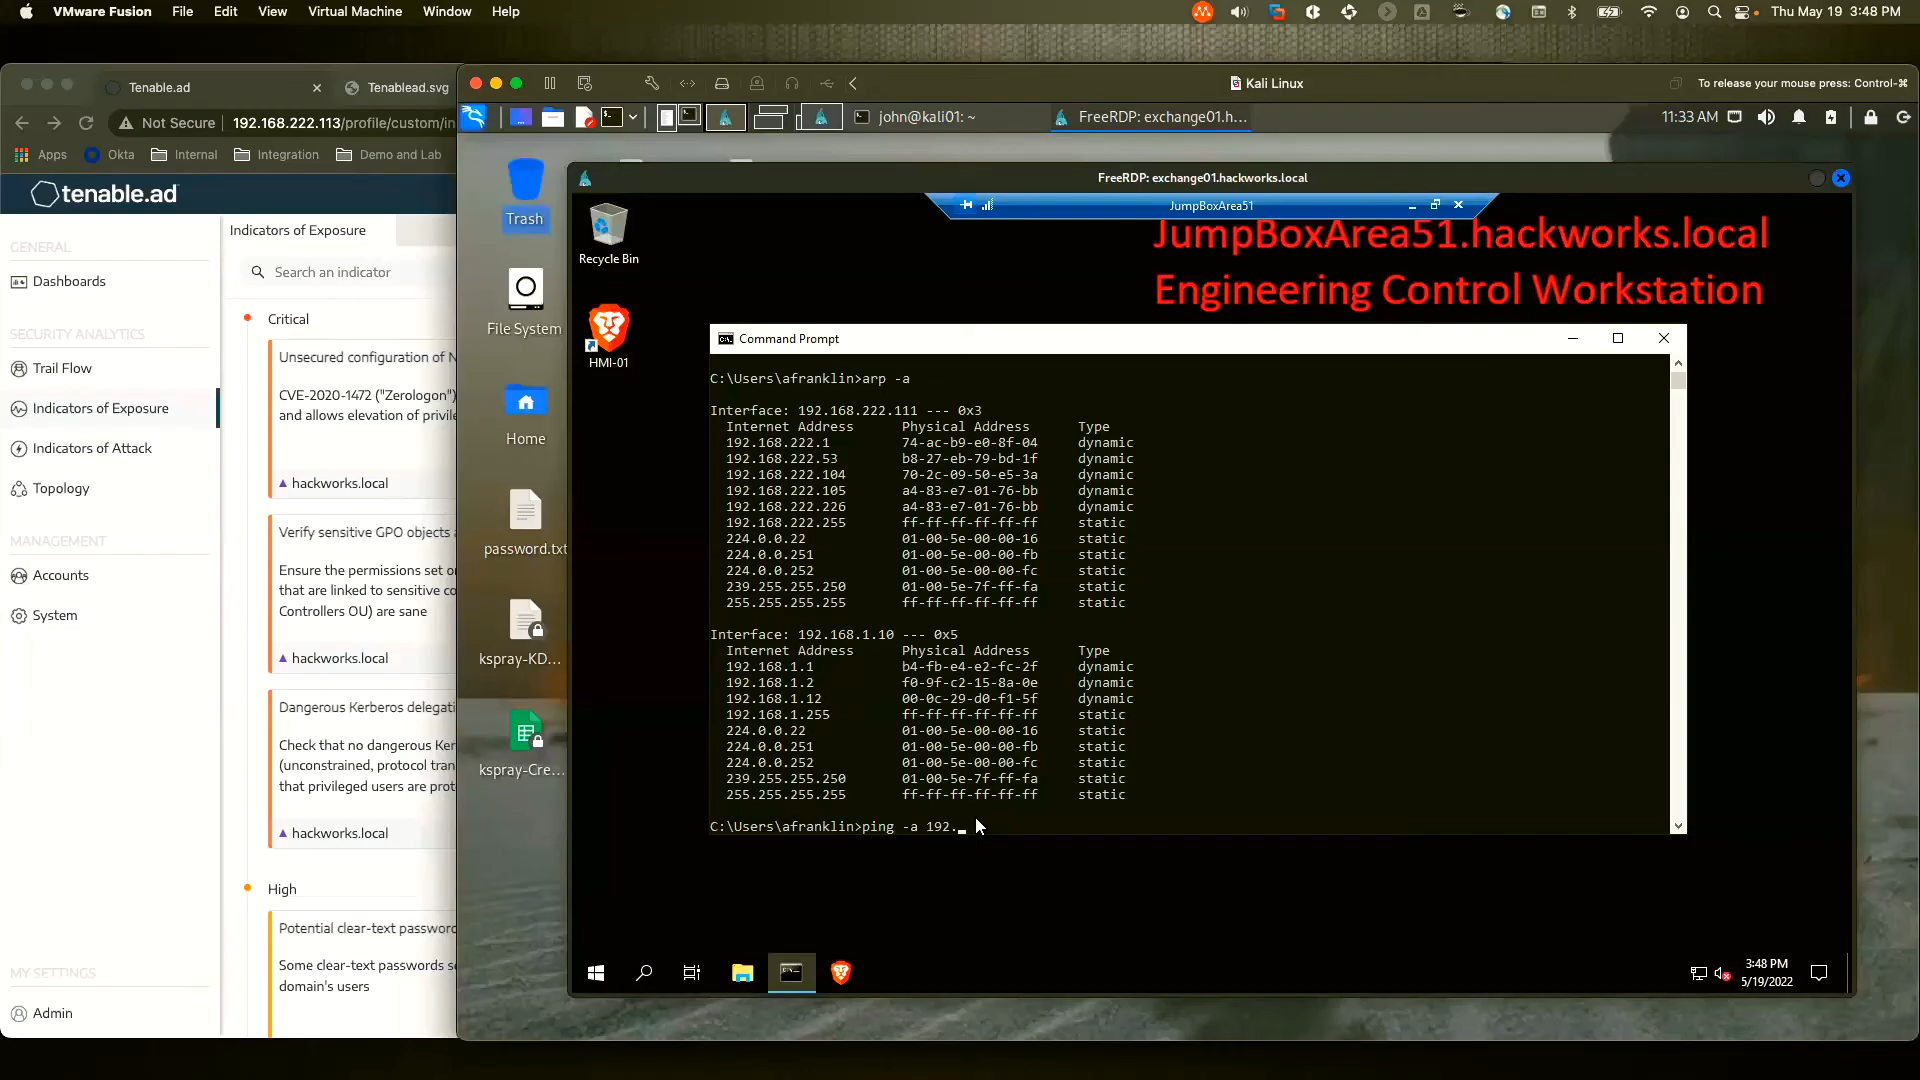 VMware Fusion File Edit View Virtual Machine Window Help
Thu May 19 3:48 PM
Tenable.ad
Tenablead.svg
Not Secure 192.168.222.113/profile/custom/in
Apps Okta Internal Integration Demo and Lab
tenable.ad
GENERAL
Dashboards
SECURITY ANALYTICS
Trail Flow
Indicators of Exposure
Indicators of Attack
Topology
MANAGEMENT
Accounts
System
MY SETTINGS
Admin
Indicators of Exposure
Search an indicator
Critical
Unsecured configuration of N
CVE-2020-1472 ("Zerologon")
and allows elevation of privile
hackworks.local
Verify sensitive GPO objects a
Ensure the permissions set on
that are linked to sensitive co
Controllers OU) are sane
hackworks.local
Dangerous Kerberos delegati
Check that no dangerous Ker
(unconstrained, protocol tran
that privileged users are prot
hackworks.local
High
Potential clear-text password
Some clear-text passwords se
domain's users
Kali Linux
To release your mouse press: Control-⌘
john@kali01: ~
FreeRDP: exchange01.h...
11:33 AM
Trash
File System
Home
password.txt
kspray-KD...
kspray-Cre...
FreeRDP: exchange01.hackworks.local
JumpBoxArea51
Recycle Bin
HMI-01
JumpBoxArea51.hackworks.local
Engineering Control Workstation
Command Prompt
C:\Users\afranklin>arp -a
Interface: 192.168.222.111 --- 0x3
Internet Address Physical Address Type
192.168.222.1 74-ac-b9-e0-8f-04 dynamic
192.168.222.53 b8-27-eb-79-bd-1f dynamic
192.168.222.104 70-2c-09-50-e5-3a dynamic
192.168.222.105 a4-83-e7-01-76-bb dynamic
192.168.222.226 a4-83-e7-01-76-bb dynamic
192.168.222.255 ff-ff-ff-ff-ff-ff static
224.0.0.22 01-00-5e-00-00-16 static
224.0.0.251 01-00-5e-00-00-fb static
224.0.0.252 01-00-5e-00-00-fc static
239.255.255.250 01-00-5e-7f-ff-fa static
255.255.255.255 ff-ff-ff-ff-ff-ff static
Interface: 192.168.1.10 --- 0x5
Internet Address Physical Address Type
192.168.1.1 b4-fb-e4-e2-fc-2f dynamic
192.168.1.2 f0-9f-c2-15-8a-0e dynamic
192.168.1.12 00-0c-29-d0-f1-5f dynamic
192.168.1.255 ff-ff-ff-ff-ff-ff static
224.0.0.22 01-00-5e-00-00-16 static
224.0.0.251 01-00-5e-00-00-fb static
224.0.0.252 01-00-5e-00-00-fc static
239.255.255.250 01-00-5e-7f-ff-fa static
255.255.255.255 ff-ff-ff-ff-ff-ff static
C:\Users\afranklin>ping -a 192._
3:48 PM
5/19/2022